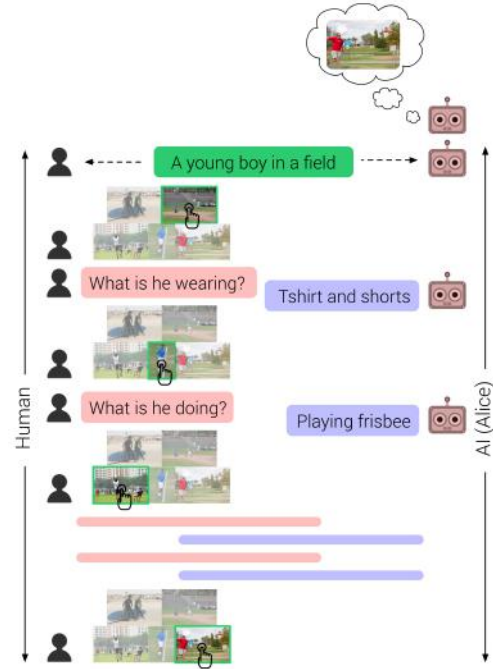 A young boy in a field
What is he wearing?
Tshirt and shorts
What is he doing?
Playing frisbee
Human
AI (Alice)